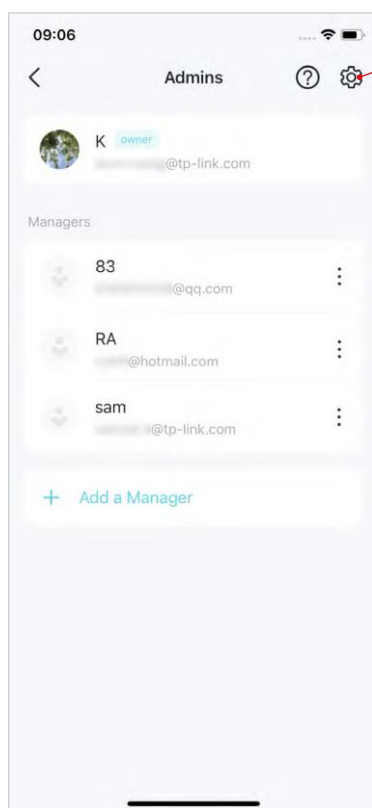 09:06
Admins
K owner
@tp-link.com
Managers
83
@qq.com
RA
@hotmail.com
sam
@tp-link.com
+ Add a Manager